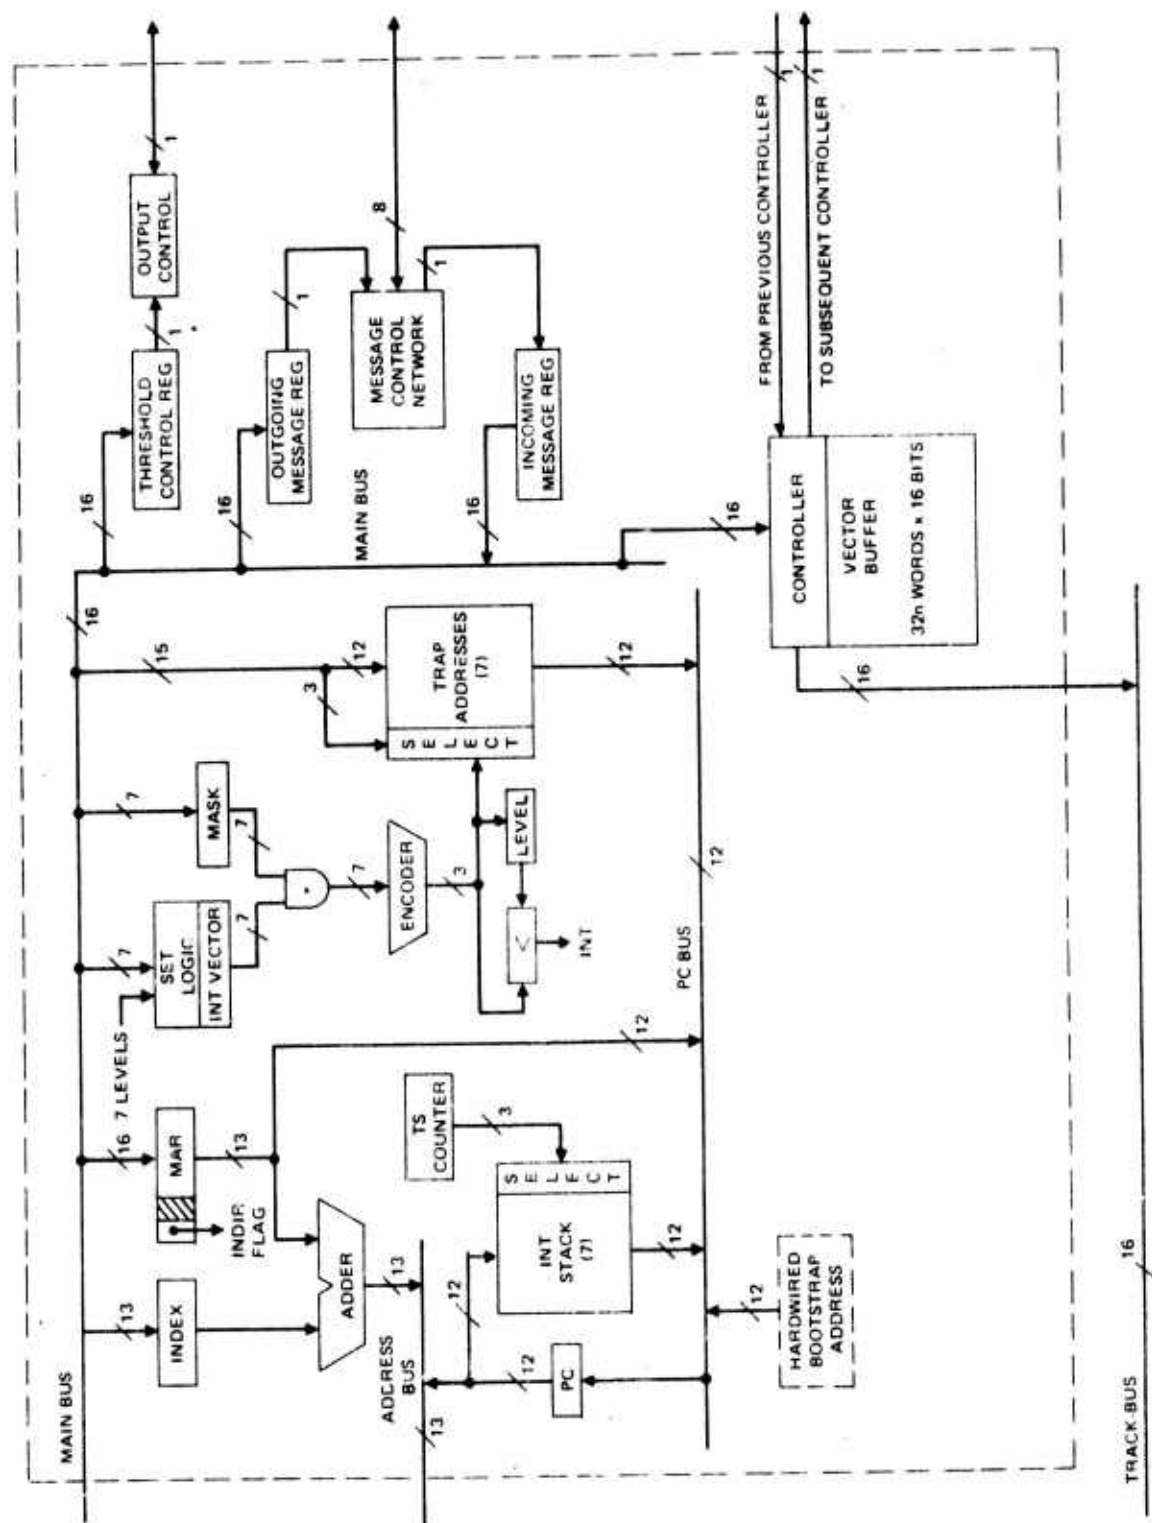 MAIN BUS
13
INDEX
16
MAR
INDIR.
FLAG
13
ADDER
13
ADDRESS
BUS
13
12
PC
12
INT
STACK
(7)
S E L E C T
12
TS
COUNTER
3
12
HARDWIRED
BOOTSTRAP
ADDRESS
12
PC BUS
12
7 LEVELS
7
SET
LOGIC
INT VECTOR
7
7
MASK
7
•
7
ENCODER
3
LEVEL
<
INT
15
3
12
S E L E C T
TRAP
ADDRESSES
(7)
12
16
MAIN BUS
16
THRESHOLD
CONTROL REG
1
OUTPUT
CONTROL
1
16
OUTGOING
MESSAGE REG
1
MESSAGE
CONTROL
NETWORK
8
1
INCOMING
MESSAGE REG
16
16
CONTROLLER
VECTOR
BUFFER
32n WORDS x 16 BITS
16
FROM PREVIOUS CONTROLLER
1
TO SUBSEQUENT CONTROLLER
1
TRACK-BUS
16